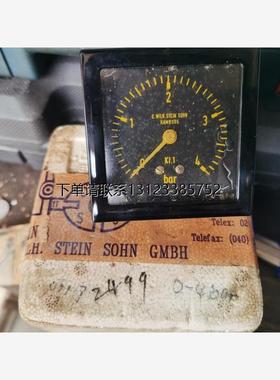 2
1
3
E. WILH. STEIN SOHN
HAMBURG
0
Kl.1
4
bar
下单请联系13123385752
Telex: 02
Telefax: (040)
S
H. STEIN SOHN GMBH
2499
0-4bar